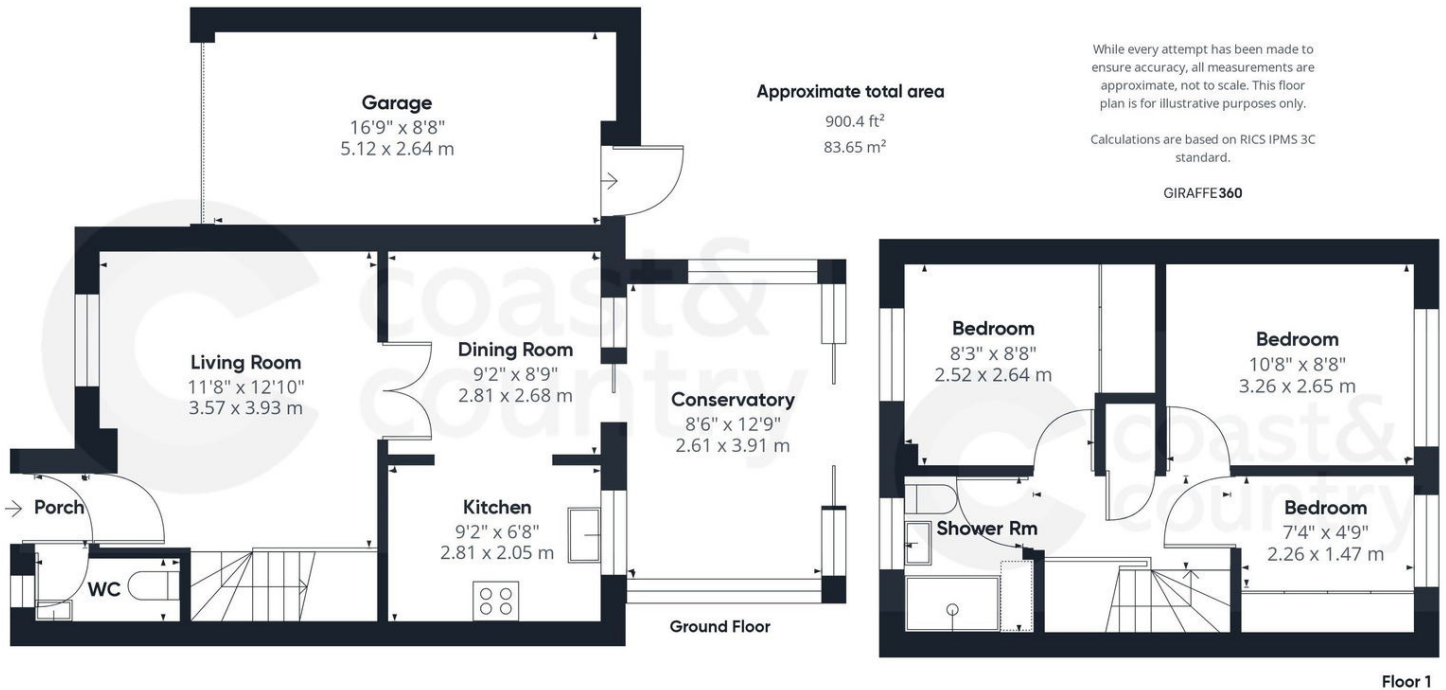 Garage
16'9" x 8'8"
5.12 x 2.64 m
Approximate total area
900.4 ft²
83.65 m²
While every attempt has been made to
ensure accuracy, all measurements are
approximate, not to scale. This floor
plan is for illustrative purposes only.
Calculations are based on RICS IPMS 3C
standard.
GIRAFFE360
Living Room
11'8" x 12'10"
3.57 x 3.93 m
Dining Room
9'2" x 8'9"
2.81 x 2.68 m
Conservatory
8'6" x 12'9"
2.61 x 3.91 m
Porch
Kitchen
9'2" x 6'8"
2.81 x 2.05 m
WC
Ground Floor
Bedroom
8'3" x 8'8"
2.52 x 2.64 m
Bedroom
10'8" x 8'8"
3.26 x 2.65 m
Shower Rm
Bedroom
7'4" x 4'9"
2.26 x 1.47 m
Floor 1
coast &
country
coast &
country